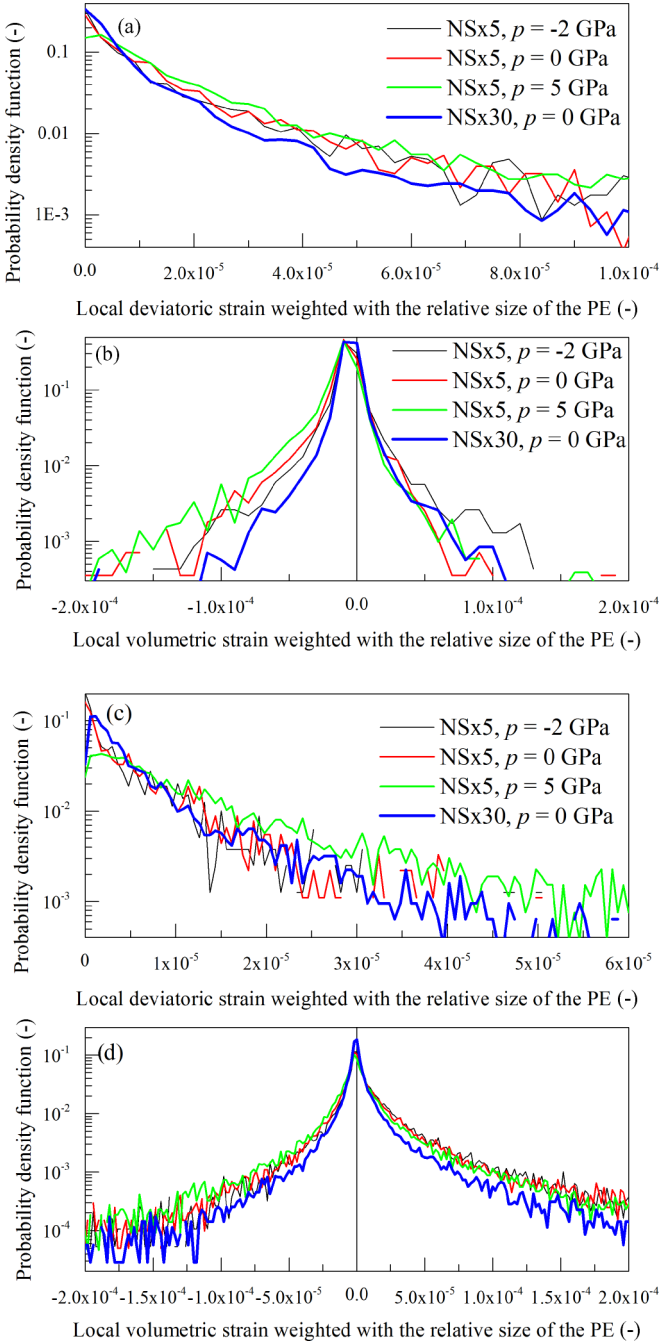 (a)
NSx5, p = -2 GPa
NSx5, p = 0 GPa
NSx5, p = 5 GPa
NSx30, p = 0 GPa
Probability density function (-)
0.1
0.01
1E-3
0.0 2.0x10⁻⁵ 4.0x10⁻⁵ 6.0x10⁻⁵ 8.0x10⁻⁵ 1.0x10⁻⁴
Local deviatoric strain weighted with the relative size of the PE (-)
(b)
NSx5, p = -2 GPa
NSx5, p = 0 GPa
NSx5, p = 5 GPa
NSx30, p = 0 GPa
Probability density function (-)
10⁻¹
10⁻²
10⁻³
-2.0x10⁻⁴ -1.0x10⁻⁴ 0.0 1.0x10⁻⁴ 2.0x10⁻⁴
Local volumetric strain weighted with the relative size of the PE (-)
(c)
NSx5, p = -2 GPa
NSx5, p = 0 GPa
NSx5, p = 5 GPa
NSx30, p = 0 GPa
Probability density function (-)
10⁻¹
10⁻²
10⁻³
0 1x10⁻⁵ 2x10⁻⁵ 3x10⁻⁵ 4x10⁻⁵ 5x10⁻⁵ 6x10⁻⁵
Local deviatoric strain weighted with the relative size of the PE (-)
(d)
Probability density function (-)
10⁻¹
10⁻²
10⁻³
10⁻⁴
-2.0x10⁻⁴ -1.5x10⁻⁴ -1.0x10⁻⁴ -5.0x10⁻⁵ 0.0 5.0x10⁻⁵ 1.0x10⁻⁴ 1.5x10⁻⁴ 2.0x10⁻⁴
Local volumetric strain weighted with the relative size of the PE (-)